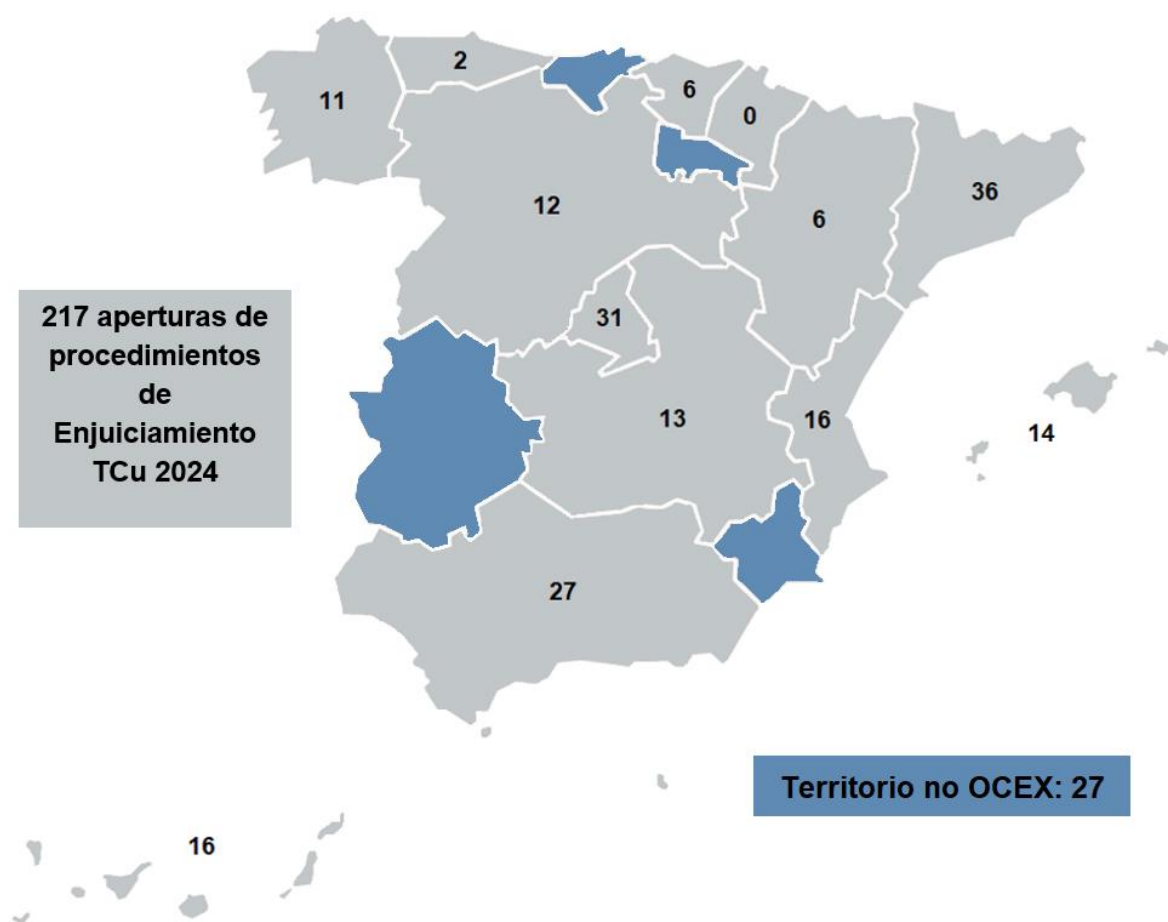 2
11
6
0
36
12
6
217 aperturas de
procedimientos
de
Enjuiciamiento
TCu 2024
31
13
16
14
27
Territorio no OCEX: 27
16